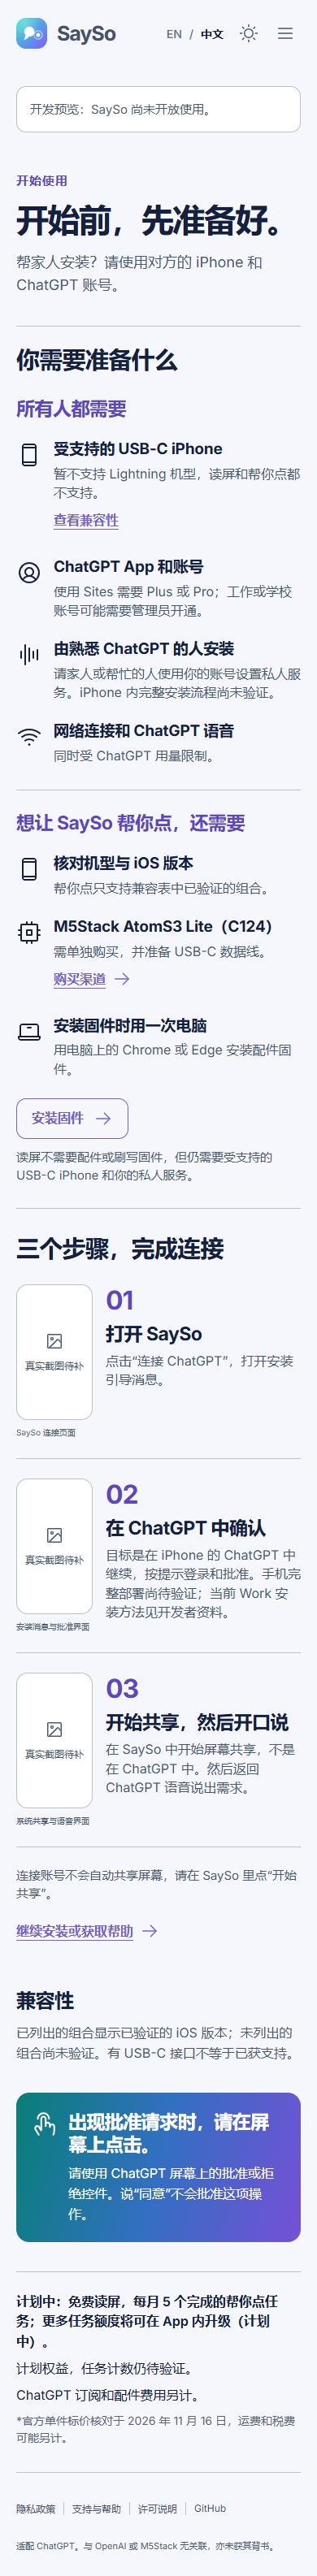 SaySo
EN / 中文
开发预览：SaySo 尚未开放使用。
开始使用
开始前，先准备好。
帮家人安装？请使用对方的 iPhone 和
ChatGPT 账号。
你需要准备什么
所有人都需要
受支持的 USB-C iPhone
暂不支持 Lightning 机型，读屏和帮你点都
不支持。
查看兼容性
ChatGPT App 和账号
使用 Sites 需要 Plus 或 Pro；工作或学校
账号可能需要管理员开通。
由熟悉 ChatGPT 的人安装
请家人或帮忙的人使用你的账号设置私人服
务。iPhone 内完整安装流程尚未验证。
网络连接和 ChatGPT 语音
同时受 ChatGPT 用量限制。
想让 SaySo 帮你点，还需要
核对机型与 iOS 版本
帮你点只支持兼容表中已验证的组合。
M5Stack AtomS3 Lite（C124）
需单独购买，并准备 USB-C 数据线。
购买渠道
安装固件时用一次电脑
用电脑上的 Chrome 或 Edge 安装配件固
件。
安装固件
读屏不需要配件或刷写固件，但仍需要受支持的
USB-C iPhone 和你的私人服务。
三个步骤，完成连接
真实截图待补
SaySo 连接页面
01
打开 SaySo
点击“连接 ChatGPT”，打开安装
引导消息。
真实截图待补
安装消息与批准界面
02
在 ChatGPT 中确认
目标是在 iPhone 的 ChatGPT 中
继续，按提示登录和批准。手机完
整部署尚待验证；当前 Work 安
装方法见开发者资料。
真实截图待补
系统共享与语音界面
03
开始共享，然后开口说
在 SaySo 中开始屏幕共享，不是
在 ChatGPT 中。然后返回
ChatGPT 语音说出需求。
连接账号不会自动共享屏幕，请在 SaySo 里点“开始
共享”。
继续安装或获取帮助
兼容性
已列出的组合显示已验证的 iOS 版本；未列出的
组合尚未验证。有 USB-C 接口不等于已获支持。
出现批准请求时，请在屏
幕上点击。
请使用 ChatGPT 屏幕上的批准或拒
绝控件。说“同意”不会批准这项操
作。
计划中：免费读屏，每月 5 个完成的帮你点任
务；更多任务额度将可在 App 内升级（计划
中）。
计划权益，任务计数仍待验证。
ChatGPT 订阅和配件费用另计。
*官方单件标价核对于 2026 年 11 月 16 日，运费和税费
可能另计。
隐私政策
支持与帮助
许可说明
GitHub
适配 ChatGPT。与 OpenAI 或 M5Stack 无关联，亦未获其背书。